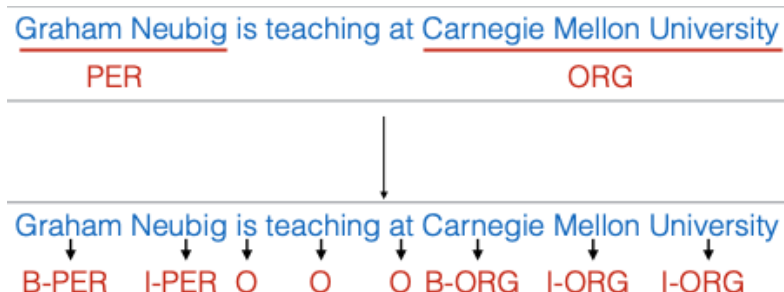 Graham Neubig is teaching at Carnegie Mellon University
PER ORG
Graham Neubig is teaching at Carnegie Mellon University
B-PER I-PER O O O B-ORG I-ORG I-ORG